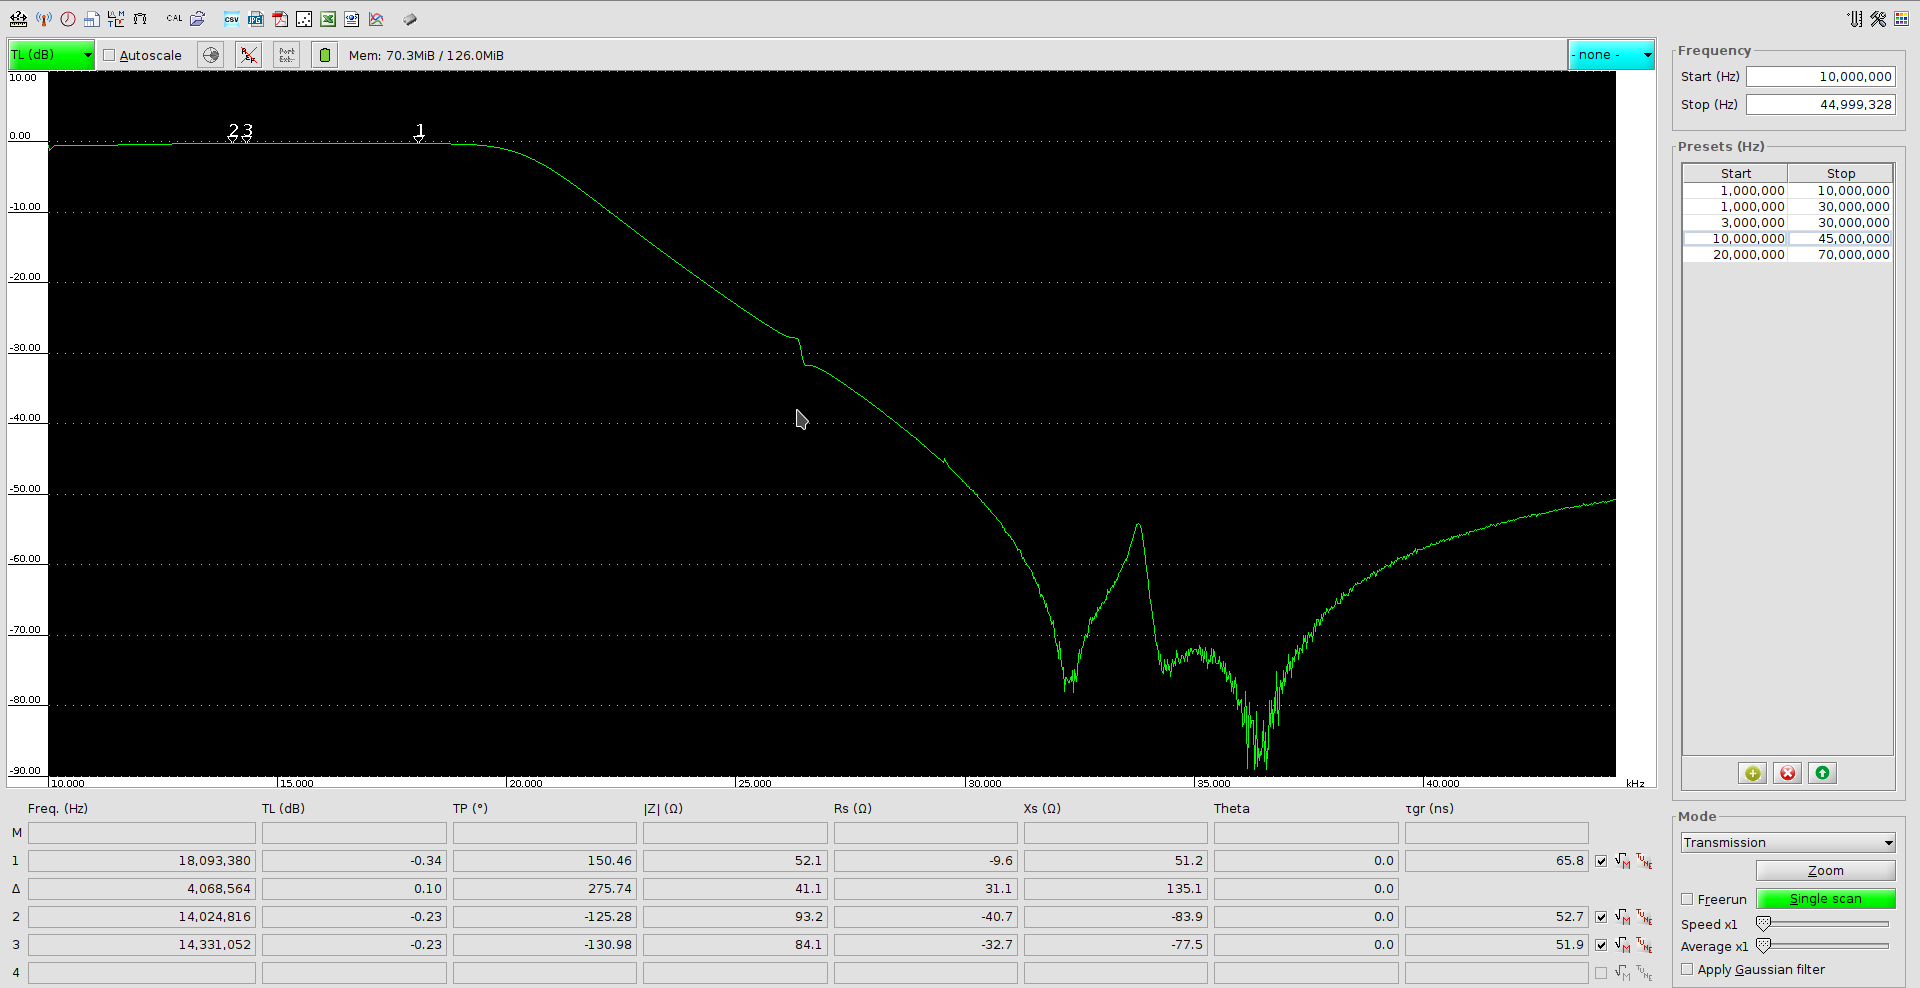 CAL CSV JPG
TL (dB) Autoscale Port Ext.. Mem: 70.3MiB / 126.0MiB - none -
10.00
0.00
-10.00
-20.00
-30.00
-40.00
-50.00
-60.00
-70.00
-80.00
-90.00
2 3 1
10.000 15.000 20.000 25.000 30.000 35.000 40.000 kHz
Freq. (Hz) TL (dB) TP (°) |Z| (Ω) Rs (Ω) Xs (Ω) Theta τgr (ns)
M
1 18,093,380 -0.34 150.46 52.1 -9.6 51.2 0.0 65.8
Δ 4,068,564 0.10 275.74 41.1 31.1 135.1 0.0
2 14,024,816 -0.23 -125.28 93.2 -40.7 -83.9 0.0 52.7
3 14,331,052 -0.23 -130.98 84.1 -32.7 -77.5 0.0 51.9
4
Frequency
Start (Hz) 10,000,000
Stop (Hz) 44,999,328
Presets (Hz)
Start Stop
1,000,000 10,000,000
1,000,000 30,000,000
3,000,000 30,000,000
10,000,000 45,000,000
20,000,000 70,000,000
Mode
Transmission
Zoom
Freerun Single scan
Speed x1
Average x1
Apply Gaussian filter